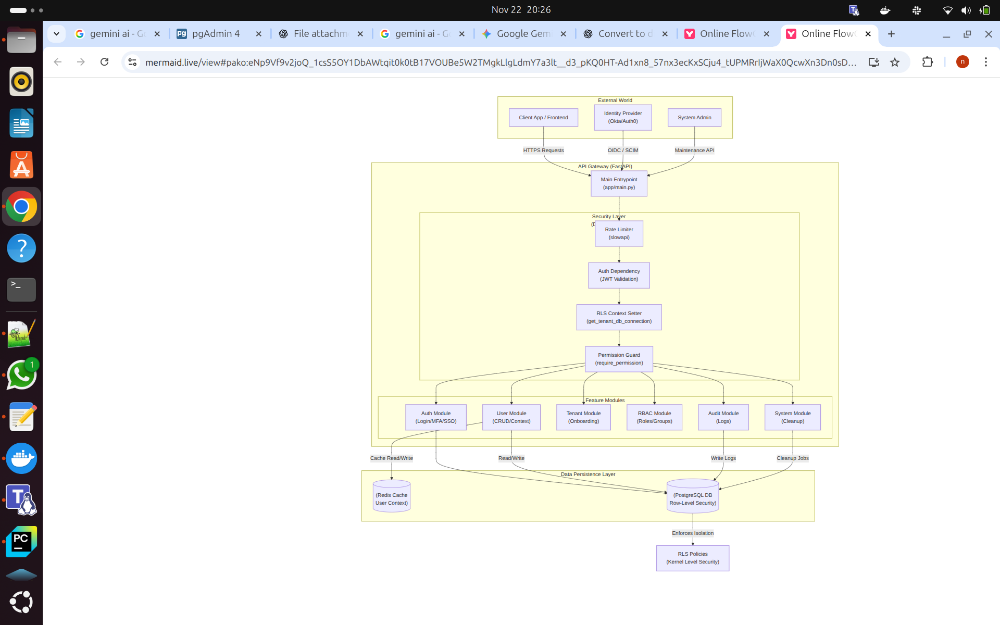 Nov 22 20:26
gemini ai - G
pgAdmin 4
File attachm
gemini ai - G
Google Gem
Convert to d
Online Flow
Online Flow
mermaid.live/view#pako:eNp9Vf9v2joQ_1csS5OY1DbAWtqit0k0tB17VOUBe5W2TMgkLlgLdmY7a3lt__d3_pKQ0HT-Ad1xn8_57nx3ecKxSCju4_tUPMRrIjWaX0QcwXn3Dn0sD...
n
External World
Client App / Frontend
Identity Provider
(Okta/Auth0)
System Admin
HTTPS Requests
OIDC / SCIM
Maintenance API
API Gateway (FastAPI)
Main Entrypoint
(app/main.py)
Security Layer
(D
Rate Limiter
(slowapi)
Auth Dependency
(JWT Validation)
RLS Context Setter
(get_tenant_db_connection)
Permission Guard
(require_permission)
Feature Modules
Auth Module
(Login/MFA/SSO)
User Module
(CRUD/Context)
Tenant Module
(Onboarding)
RBAC Module
(Roles/Groups)
Audit Module
(Logs)
System Module
(Cleanup)
Cache Read/Write
Read/Write
Write Logs
Cleanup Jobs
Data Persistence Layer
(Redis Cache
User Context)
(PostgreSQL DB
Row-Level Security)
Enforces Isolation
RLS Policies
(Kernel Level Security)
1
T
PC